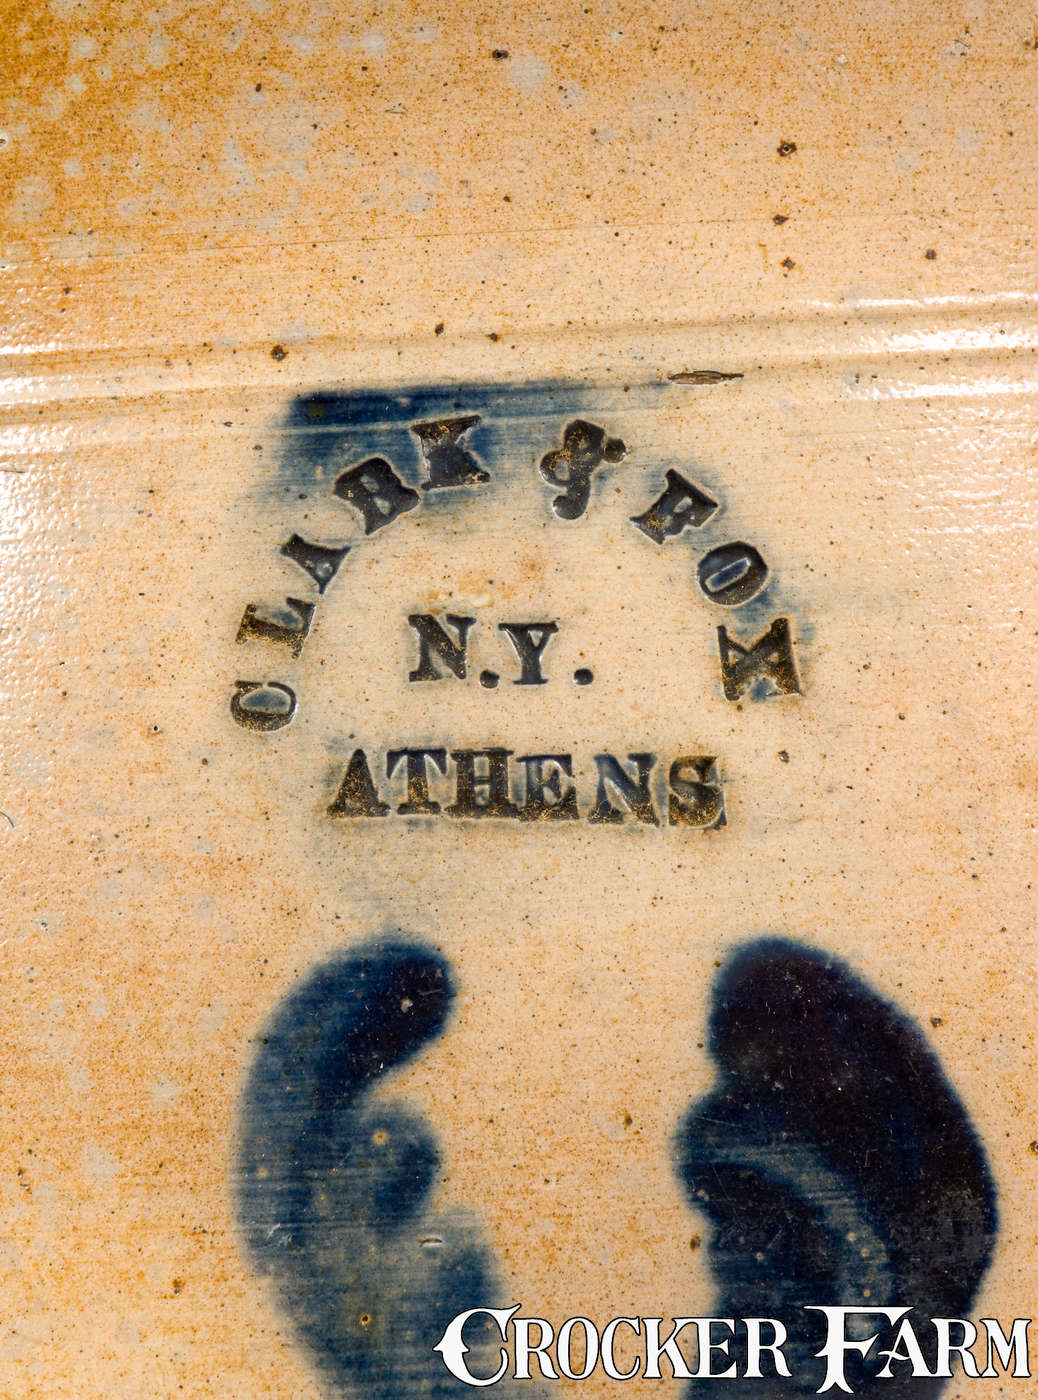 CLARK & FOX
N.Y.
ATHENS
CROCKER FARM